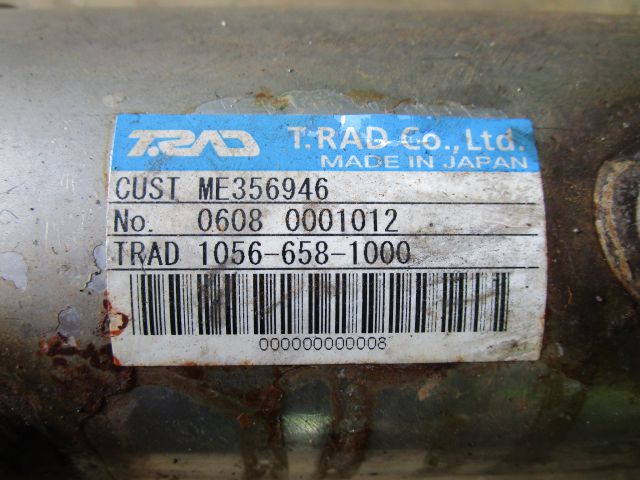 T.RAD T.RAD Co., Ltd.
MADE IN JAPAN
CUST ME356946
No. 0608 0001012
TRAD 1056-658-1000
000000000008